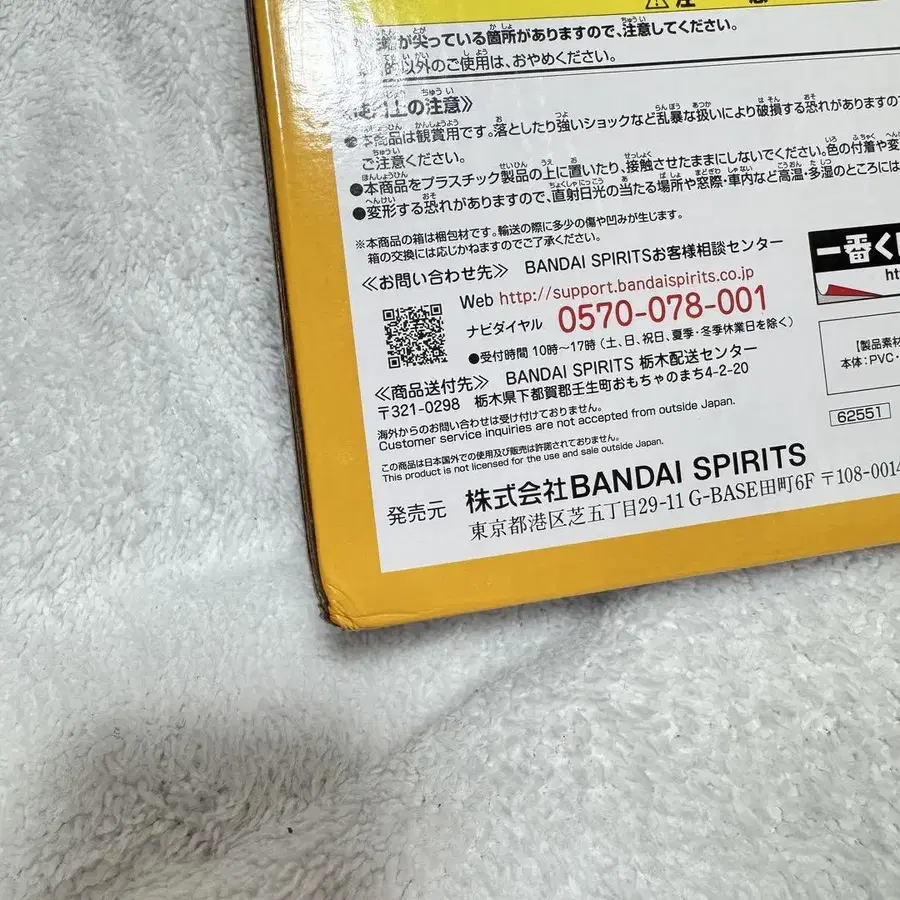 注 意
が尖っている箇所がありますので、注意してください。
以外のご使用は、おやめください。
上の注意》
●本商品は観賞用です。落としたり強いショックなど乱暴な扱いにより破損する恐れがありますので
ご注意ください。
●本商品をプラスチック製品の上に置いたり、接触させたままにしないでください。色の付着や変
●変形する恐れがありますので、直射日光の当たる場所や窓際・車内など高温・多湿のところには
※本商品の箱は梱包材です。輸送の際に多少の傷や凹みが生じます。
箱の交換には応じかねますのでご了承ください。
≪お問い合わせ先≫ BANDAI SPIRITSお客様相談センター
Web http://support.bandaispirits.co.jp
ナビダイヤル 0570-078-001
●受付時間 10時～17時 (土、日、祝日、夏季・冬季休業日を除く)
≪商品送付先≫ BANDAI SPIRITS 栃木配送センター
〒321-0298 栃木県下都賀郡壬生町おもちゃのまち4-2-20
海外からのお問い合わせは受け付けておりません。
Customer service inquiries are not accepted from outside Japan.
この商品は日本国外での使用及び販売は許諾されておりません。
This product is not licensed for the use and sale outside Japan.
発売元 株式会社BANDAI SPIRITS
東京都港区芝五丁目29-11 G-BASE田町6F 〒108-0014
一番く
ht
【製品素材
本体:PVC・
62551